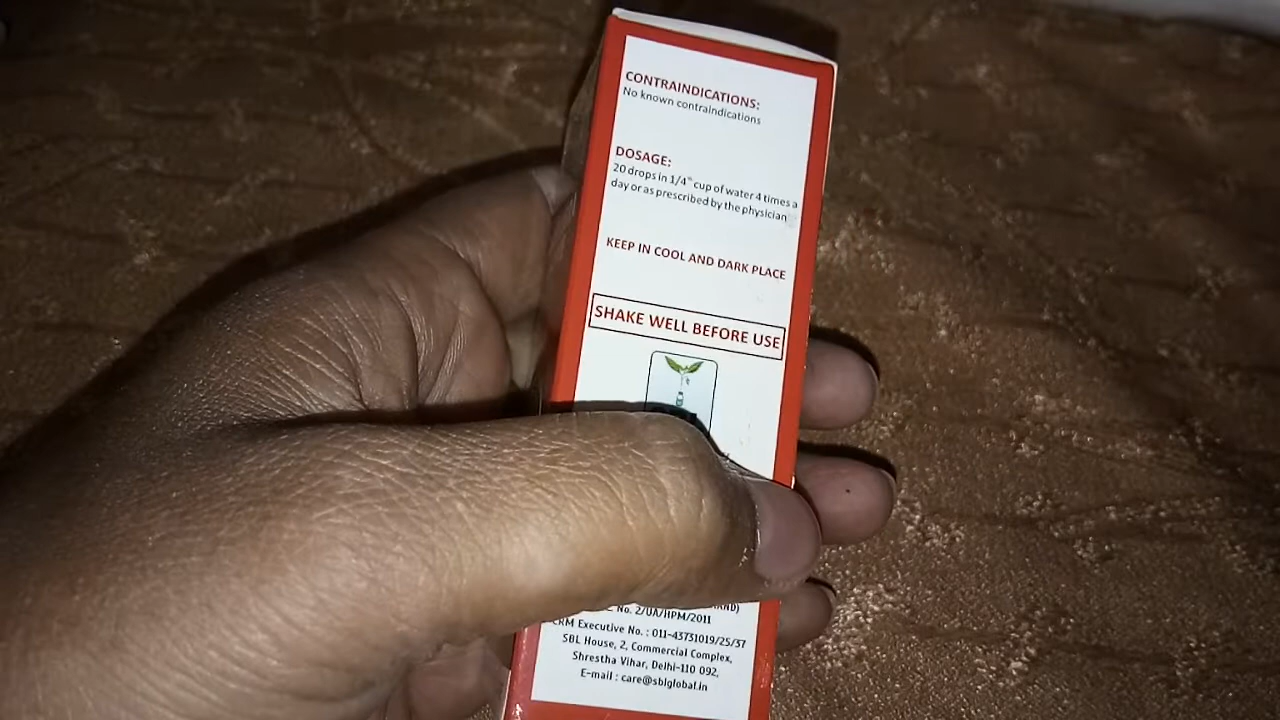 CONTRAINDICATIONS:
No known contraindications
DOSAGE:
20 drops in 1/4th cup of water 4 times a
day or as prescribed by the physician
KEEP IN COOL AND DARK PLACE
SHAKE WELL BEFORE USE
No. 2/UA/HPM/2011
CRM Executive No. : 011-43731019/25/37
SBL House, 2, Commercial Complex,
Shrestha Vihar, Delhi-110 092,
E-mail : care@sblglobal.in